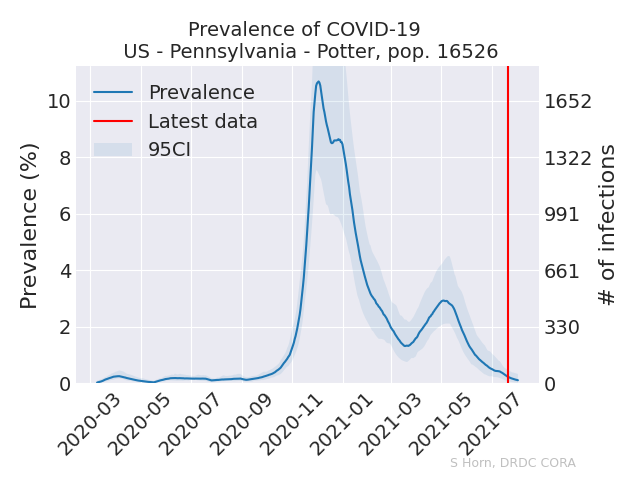 Prevalence of COVID-19
US - Pennsylvania - Potter, pop. 16526
Prevalence
Latest data
95CI
Prevalence (%)
10
8
6
4
2
0
1652
1322
991
661
330
0
# of infections
2020-03
2020-05
2020-07
2020-09
2020-11
2021-01
2021-03
2021-05
2021-07
S Horn, DRDC CORA